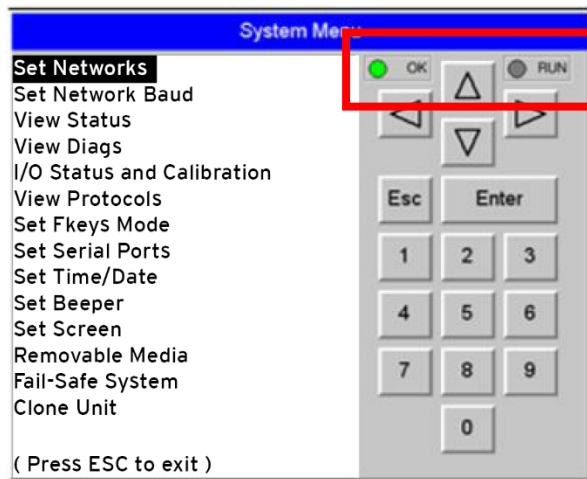 System Menu
Set Networks
OK
RUN
Set Network Baud
View Status
View Diags
I/O Status and Calibration
View Protocols
Esc
Enter
Set Fkeys Mode
Set Serial Ports
1
2
3
Set Time/Date
Set Beeper
4
5
6
Set Screen
Removable Media
7
8
9
Fail-Safe System
Clone Unit
0
( Press ESC to exit )